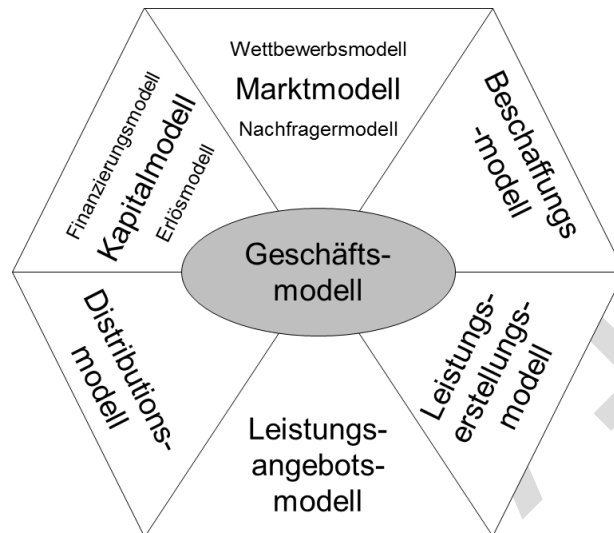 Wettbewerbsmodell
Marktmodell
Nachfragermodell
Beschaffungs
-modell
Leistungs-
erstellungs-
modell
Leistungs-
angebots-
modell
Distributions-
modell
Finanzierungsmodell
Kapitalmodell
Erlösmodell
Geschäfts-
modell